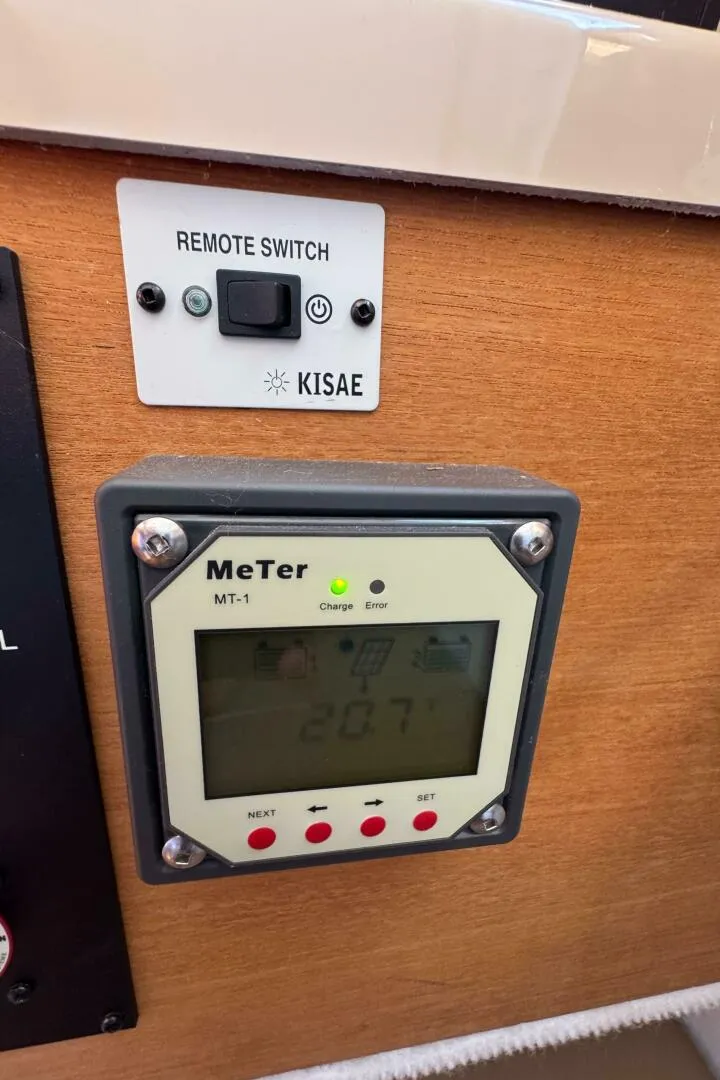 REMOTE SWITCH
KISAE
MeTer
MT-1
Charge Error
20.7
NEXT ← → SET
L